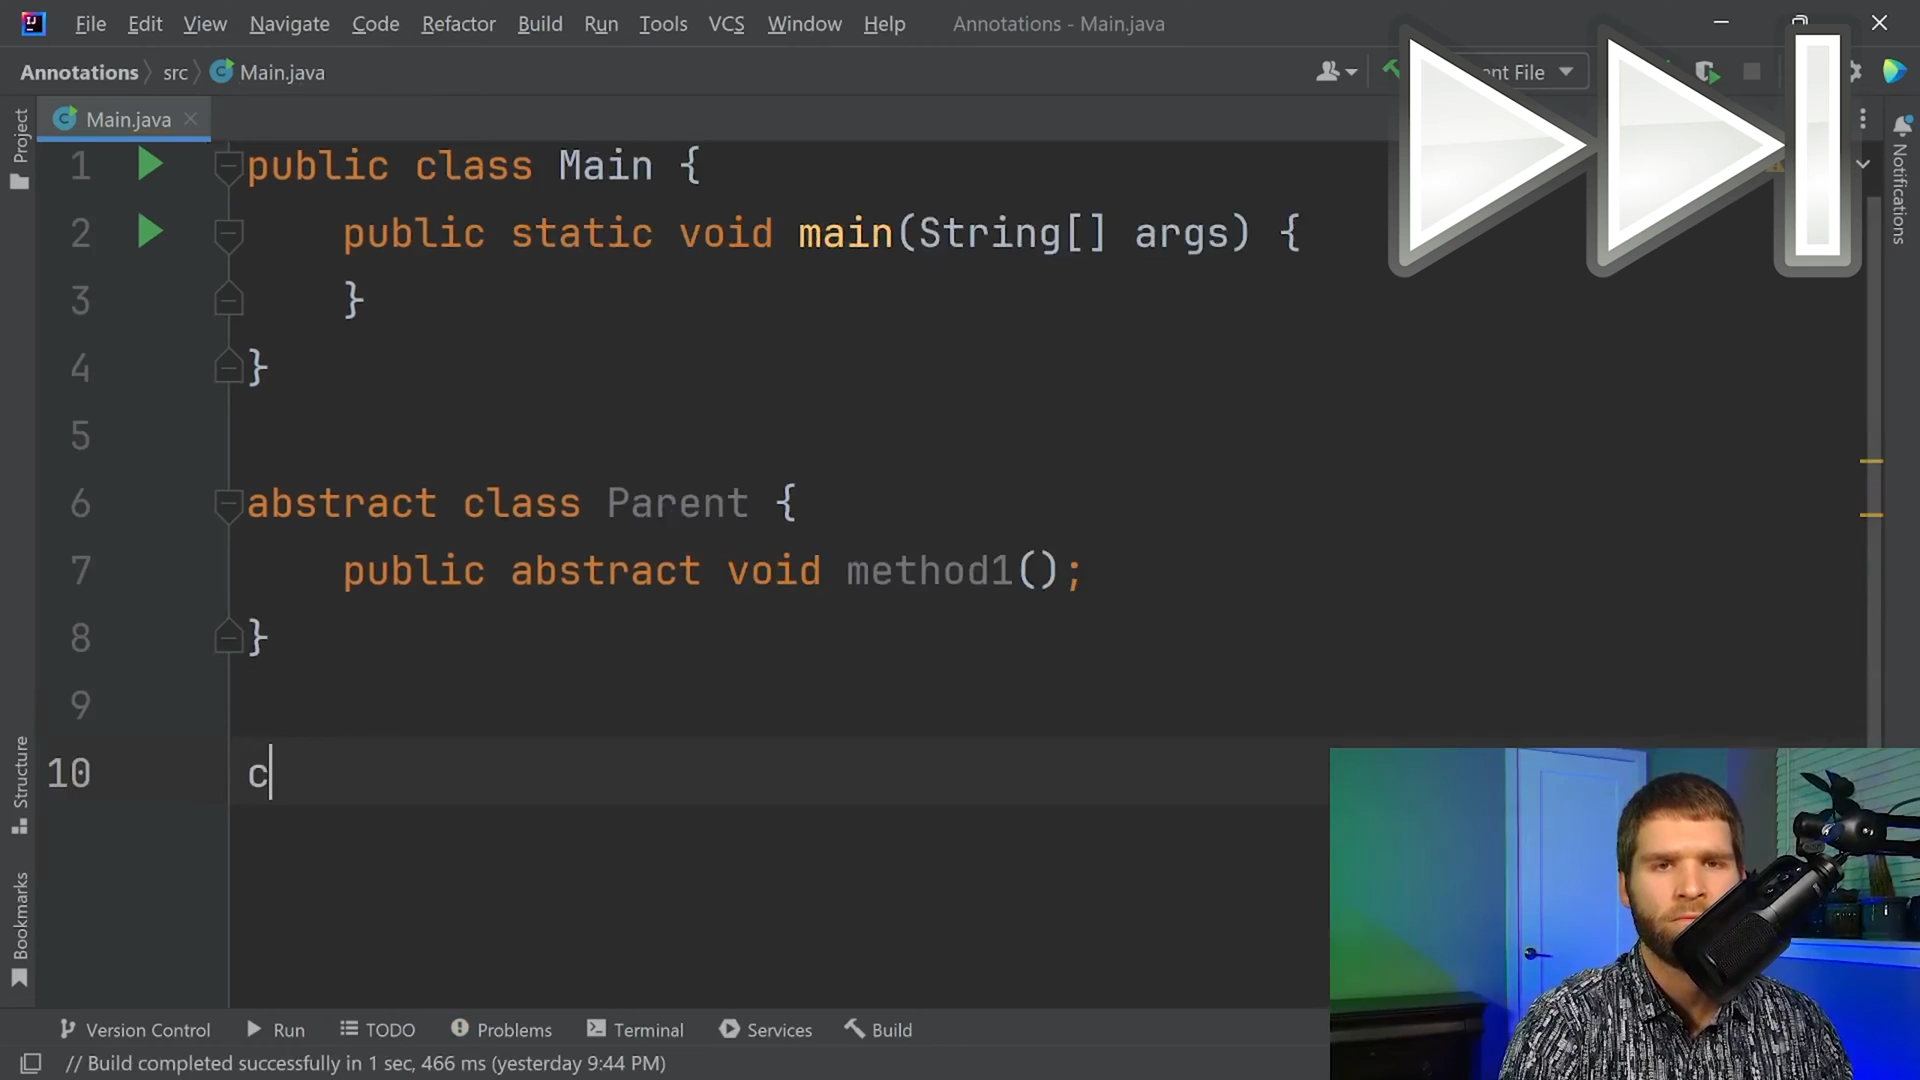 File Edit View Navigate Code Refactor Build Run Tools VCS Window Help Annotations - Main.java
Annotations src Main.java
nt File
Main.java
Project
Notifications
1 public class Main {
2 public static void main(String[] args) {
3 }
4 }
5
6 abstract class Parent {
7 public abstract void method1();
8 }
9
10 c
Structure
Bookmarks
Version Control Run TODO Problems Terminal Services Build
// Build completed successfully in 1 sec, 466 ms (yesterday 9:44 PM)